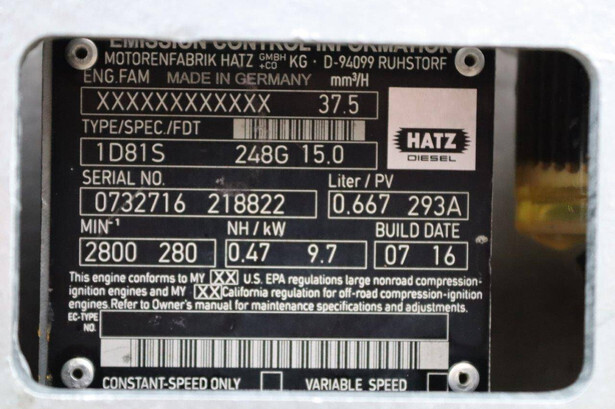 EMISSION CONTROL INFORMATION
MOTORENFABRIK HATZ GMBH +CO KG · D-94099 RUHSTORF
ENG.FAM MADE IN GERMANY mm³/H
XXXXXXXXXXXX 37.5
TYPE/SPEC./FDT
1D81S 248G 15.0
HATZ
DIESEL
SERIAL NO. Liter / PV
0732716 218822 0.667 293A
MIN⁻¹ NH / kW BUILD DATE
2800 280 0.47 9.7 07 16
This engine conforms to MY XX U.S. EPA regulations large nonroad compression-
ignition engines and MY XX California regulation for off-road compression-ignition
engines. Refer to Owner's manual for maintenance specifications and adjustments.
EC-TYPE
NO.
CONSTANT-SPEED ONLY VARIABLE SPEED